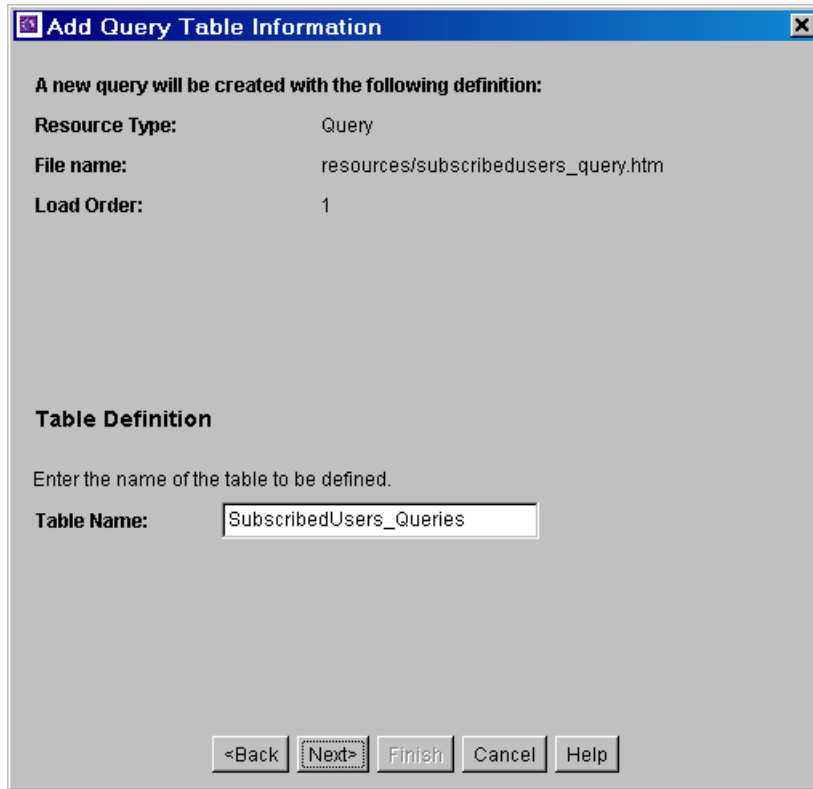 Add Query Table Information
A new query will be created with the following definition:
Resource Type: Query
File name: resources/subscribedusers_query.htm
Load Order: 1
Table Definition
Enter the name of the table to be defined.
Table Name: SubscribedUsers_Queries
<Back Next> Finish Cancel Help